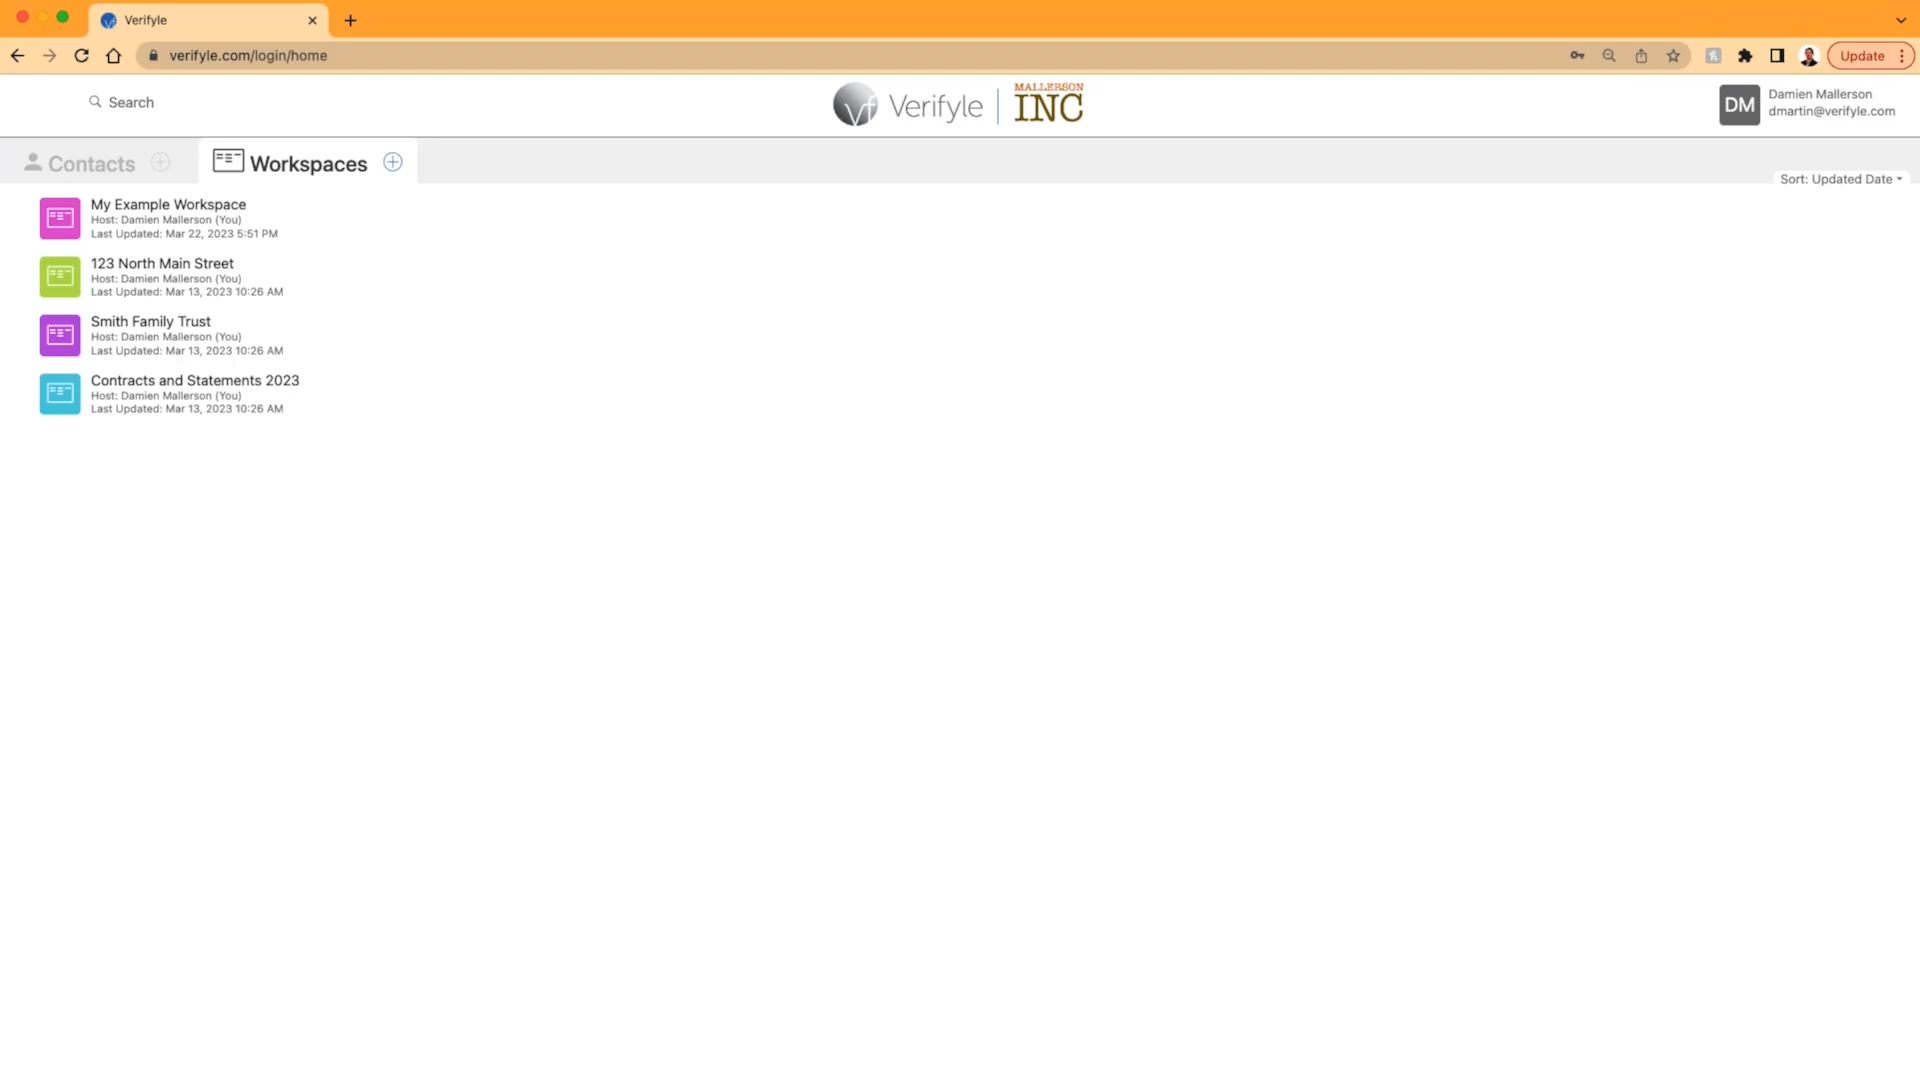 Verifyle
verifyle.com/login/home
Update
Search
vf Verifyle
MALLERSON
INC
DM
Damien Mallerson
dmartin@verifyle.com
Contacts
Workspaces
Sort: Updated Date
My Example Workspace
Host: Damien Mallerson (You)
Last Updated: Mar 22, 2023 5:51 PM
123 North Main Street
Host: Damien Mallerson (You)
Last Updated: Mar 13, 2023 10:26 AM
Smith Family Trust
Host: Damien Mallerson (You)
Last Updated: Mar 13, 2023 10:26 AM
Contracts and Statements 2023
Host: Damien Mallerson (You)
Last Updated: Mar 13, 2023 10:26 AM